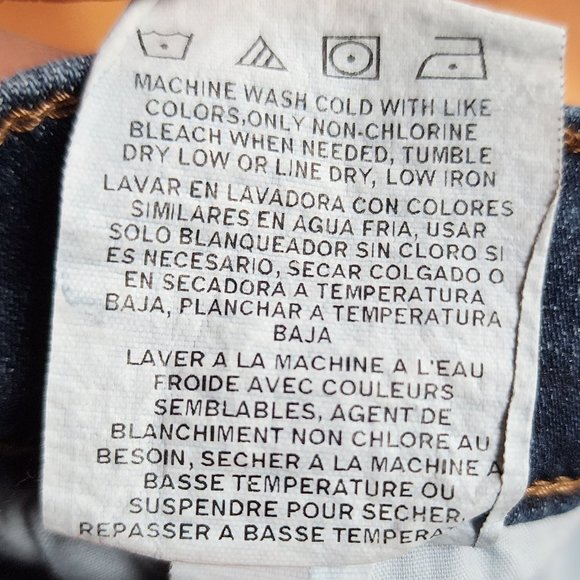 MACHINE WASH COLD WITH LIKE
COLORS,ONLY NON-CHLORINE
BLEACH WHEN NEEDED, TUMBLE
DRY LOW OR LINE DRY, LOW IRON
LAVAR EN LAVADORA CON COLORES
SIMILARES EN AGUA FRIA, USAR
SOLO BLANQUEADOR SIN CLORO SI
ES NECESARIO, SECAR COLGADO O
EN SECADORA A TEMPERATURA
BAJA, PLANCHAR A TEMPERATURA
BAJA
LAVER A LA MACHINE A L'EAU
FROIDE AVEC COULEURS
SEMBLABLES, AGENT DE
BLANCHIMENT NON CHLORE AU
BESOIN, SECHER A LA MACHINE A
BASSE TEMPERATURE OU
SUSPENDRE POUR SECHER,
REPASSER A BASSE